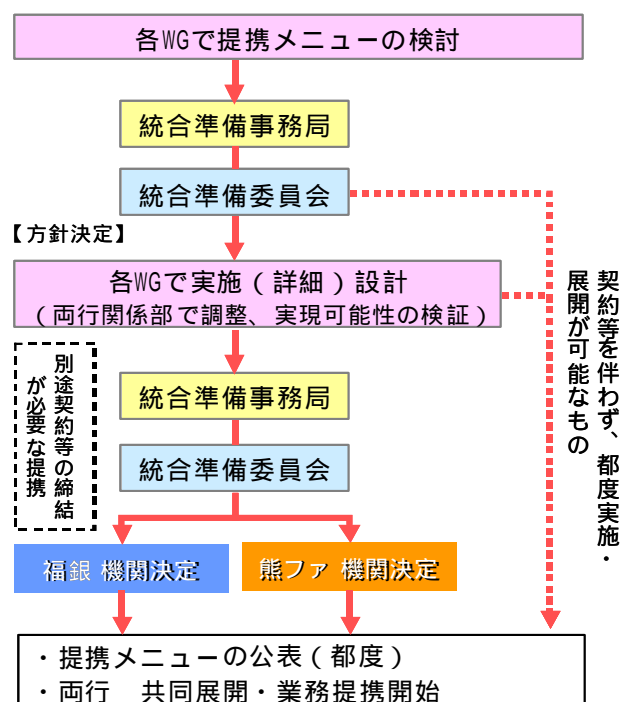 各WGで提携メニューの検討
統合準備事務局
統合準備委員会
【方針決定】
各WGで実施（詳細）設計
（両行関係部で調整、実現可能性の検証）
契約等を伴わず、都度実施・
展開が可能なもの
別途契約等の締結
が必要な提携
統合準備事務局
統合準備委員会
福銀 機関決定
熊ファ 機関決定
・提携メニューの公表（都度）
・両行　共同展開・業務提携開始